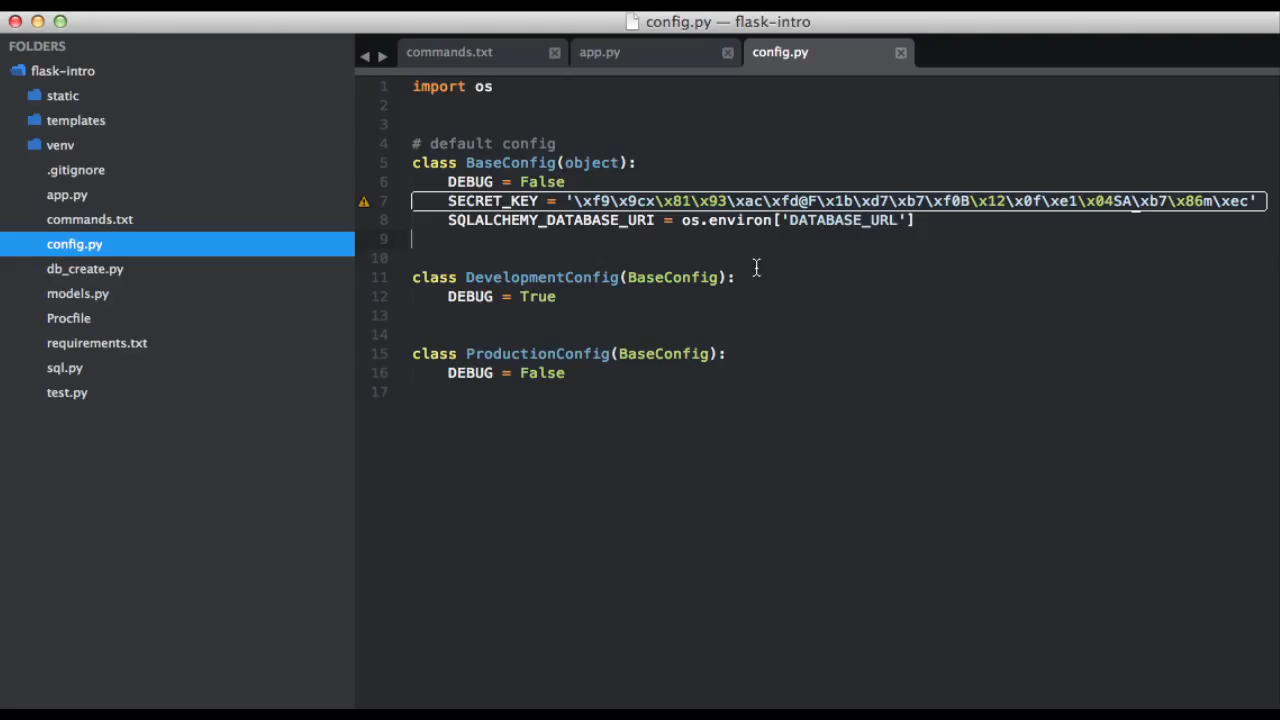 config.py — flask-intro
FOLDERS
flask-intro
static
templates
venv
.gitignore
app.py
commands.txt
config.py
db_create.py
models.py
Procfile
requirements.txt
sql.py
test.py
commands.txt
app.py
config.py
1 import os
2
3
4 # default config
5 class BaseConfig(object):
6     DEBUG = False
7     SECRET_KEY = '\xf9\x9cx\x81\x93\xac\xfd@F\x1b\xd7\xb7\xf0B\x12\x0f\xe1\x04SA_\xb7\x86m\xec'
8     SQLALCHEMY_DATABASE_URI = os.environ['DATABASE_URL']
9
10
11 class DevelopmentConfig(BaseConfig):
12     DEBUG = True
13
14
15 class ProductionConfig(BaseConfig):
16     DEBUG = False
17